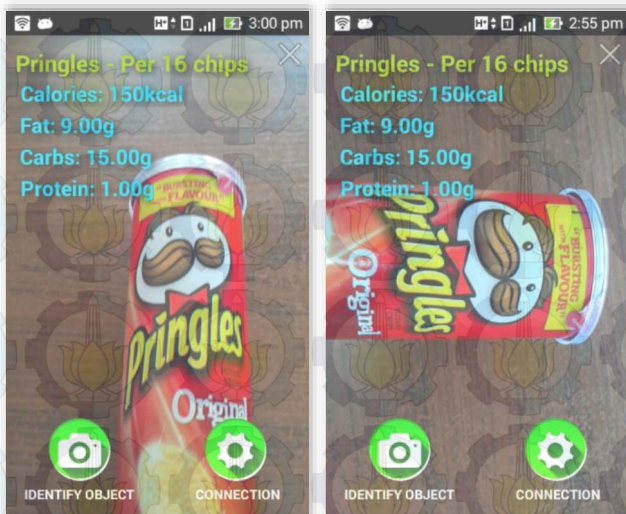 3:00 pm
Pringles - Per 16 chips
Calories: 150kcal
Fat: 9.00g
Carbs: 15.00g
Protein: 1.00g
"BURSTING
WITH FLAVOUR"
Pringles
Original
IDENTIFY OBJECT
CONNECTION
2:55 pm
Pringles - Per 16 chips
Calories: 150kcal
Fat: 9.00g
Carbs: 15.00g
Protein: 1.00g
"BURSTING
WITH FLAVOUR"
Pringles
Original
IDENTIFY OBJECT
CONNECTION